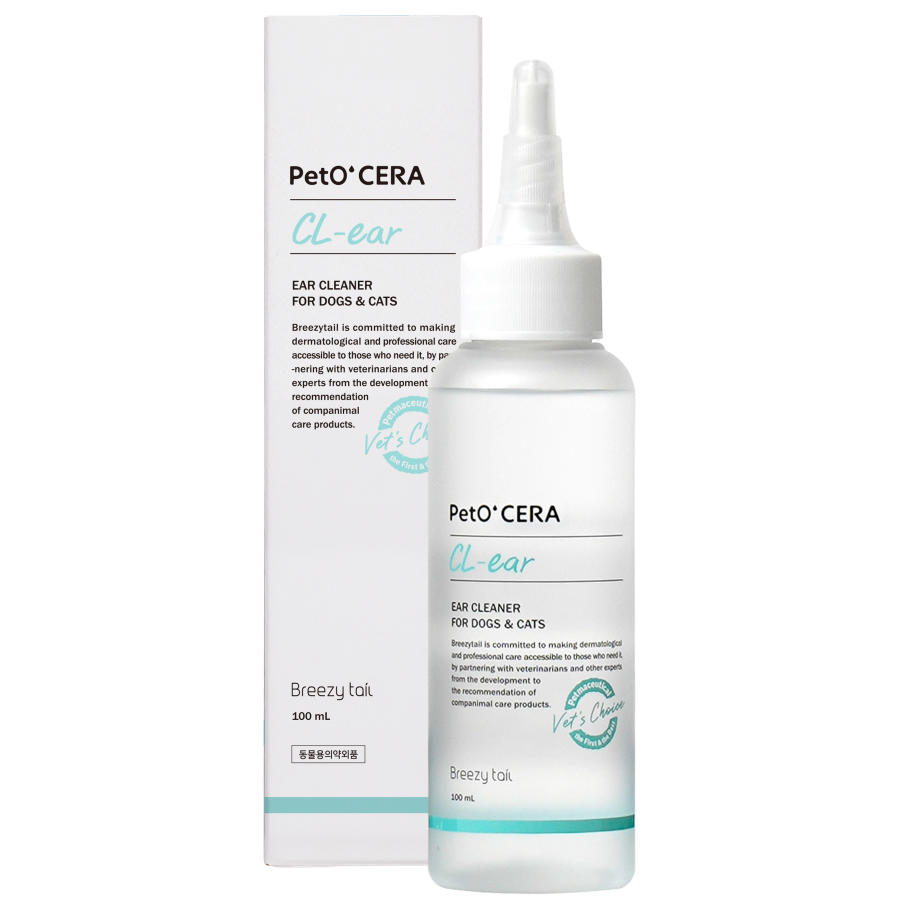 PetO'CERA
CL-ear
EAR CLEANER
FOR DOGS & CATS
Breezytail is committed to making
dermatological and professional care
accessible to those who need it, by
-nering with veterinarians and
experts from the development
recommendation
of companimal
care products.
Vet's
Breezy tail
100 mL
동물용의약외품
PetO'CERA
CL-ear
EAR CLEANER
FOR DOGS & CATS
Breezytail is committed to making dermatological
and professional care accessible to those who need it,
by partnering with veterinarians and other experts
from the development to
the recommendation of
companimal care products.
Petmaceutical
Vet's Choice
the First & the Best
Breezy tail
100 mL